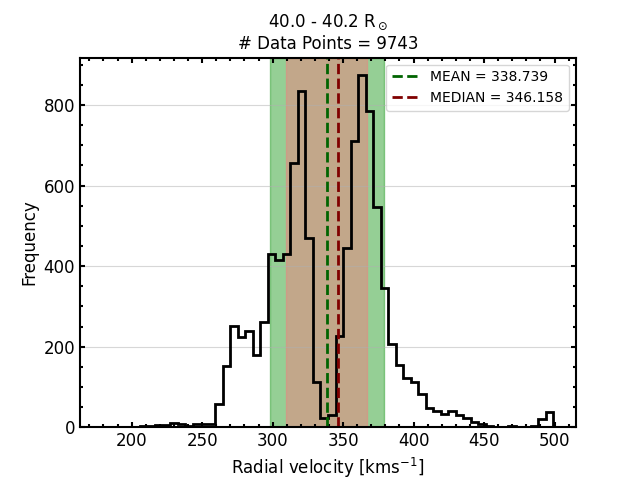 40.0 - 40.2 R⊙
# Data Points = 9743
MEAN = 338.739
MEDIAN = 346.158
800
600
400
200
0
Frequency
200 250 300 350 400 450 500
Radial velocity [kms⁻¹]